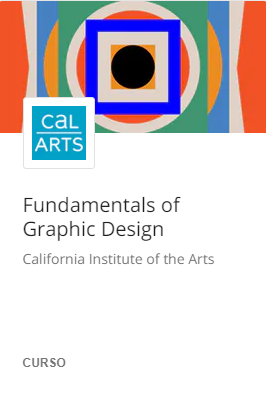 CAL
ARTS
Fundamentals of
Graphic Design
California Institute of the Arts
CURSO